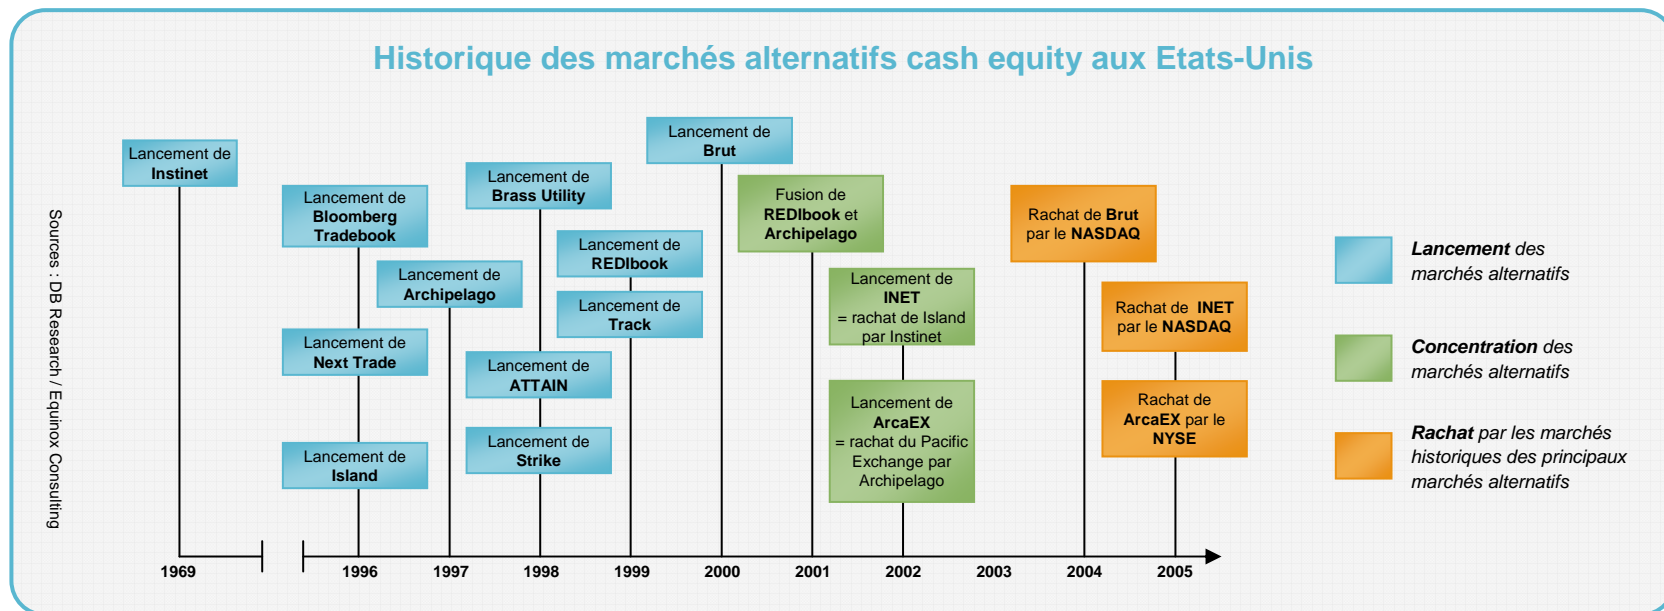 Historique des marchés alternatifs cash equity aux Etats-Unis
Sources : DB Research / Equinox Consulting
Lancement de
Instinet
Lancement de
Bloomberg
Tradebook
Lancement de
Next Trade
Lancement de
Island
Lancement de
Archipelago
Lancement de
Brass Utility
Lancement de
ATTAIN
Lancement de
Strike
Lancement de
REDIbook
Lancement de
Track
Lancement de
Brut
Fusion de
REDIbook et
Archipelago
Lancement de
INET
= rachat de Island
par Instinet
Lancement de
ArcaEX
= rachat du Pacific
Exchange par
Archipelago
Rachat de Brut
par le NASDAQ
Rachat de INET
par le NASDAQ
Rachat de
ArcaEX par le
NYSE
1969
1996
1997
1998
1999
2000
2001
2002
2003
2004
2005
Lancement des
marchés alternatifs
Concentration des
marchés alternatifs
Rachat par les marchés
historiques des principaux
marchés alternatifs